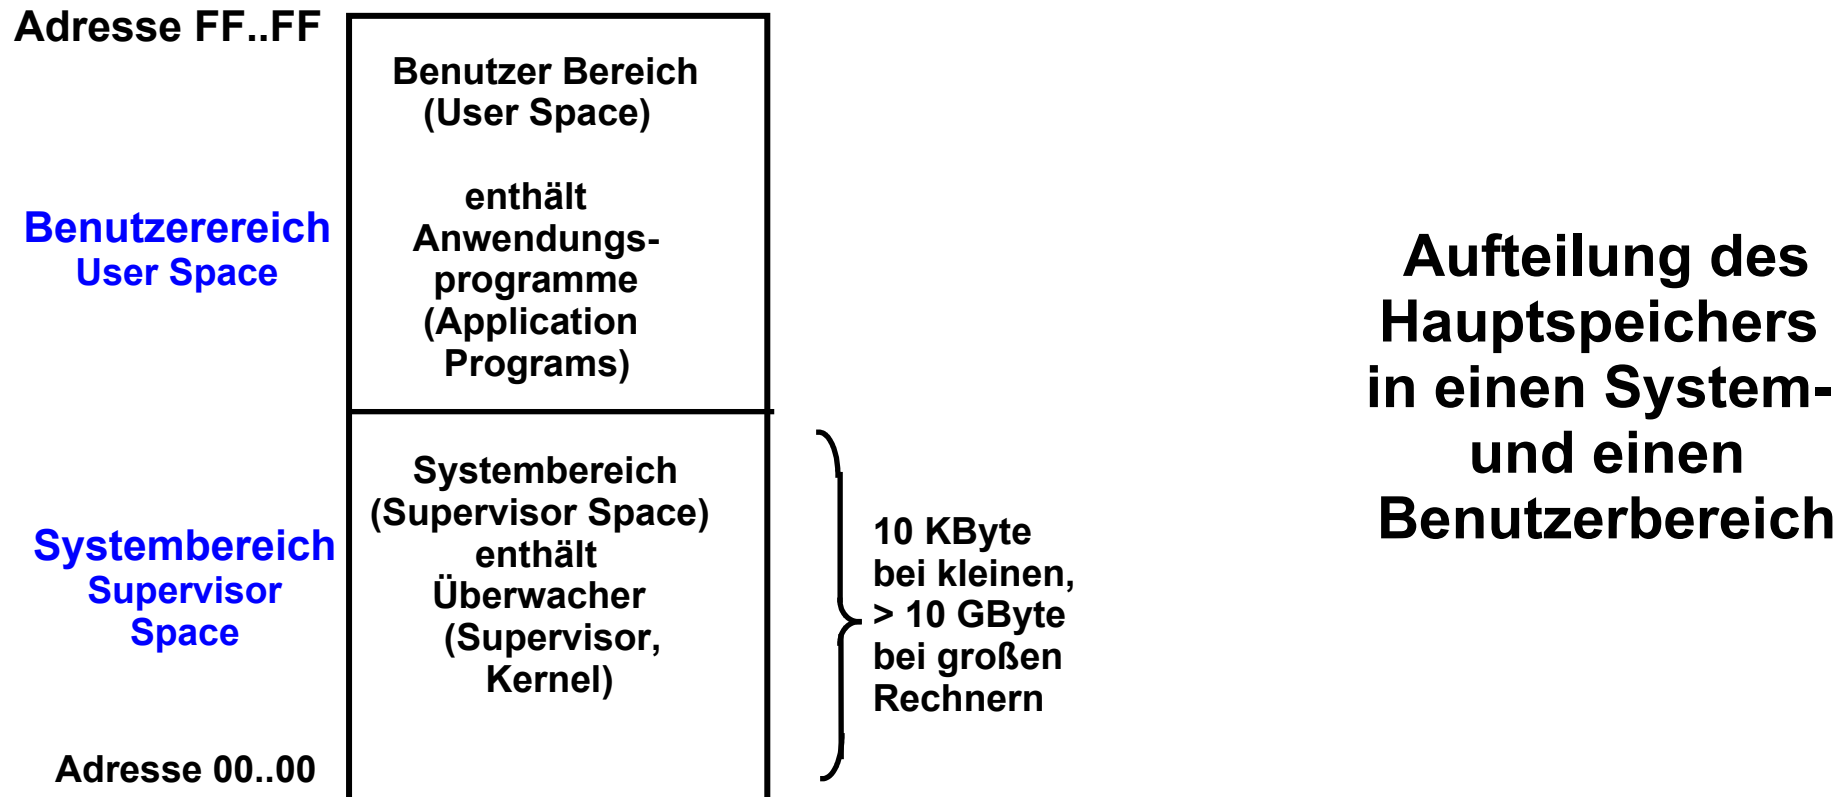 Adresse FF..FF
Benutzer Bereich
(User Space)
enthält
Anwendungs-
programme
(Application
Programs)
Benutzerereich
User Space
Systembereich
(Supervisor Space)
enthält
Überwacher
(Supervisor,
Kernel)
Systembereich
Supervisor
Space
Adresse 00..00
10 KByte
bei kleinen,
> 10 GByte
bei großen
Rechnern
Aufteilung des
Hauptspeichers
in einen System-
und einen
Benutzerbereich